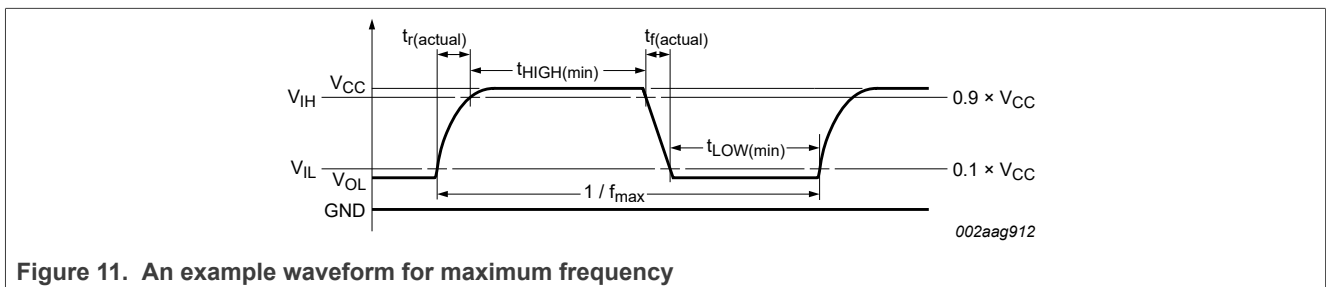 tr(actual)
tf(actual)
tHIGH(min)
VCC
VIH
0.9 × VCC
tLOW(min)
VIL
0.1 × VCC
VOL
1 / fmax
GND
002aag912
Figure 11. An example waveform for maximum frequency